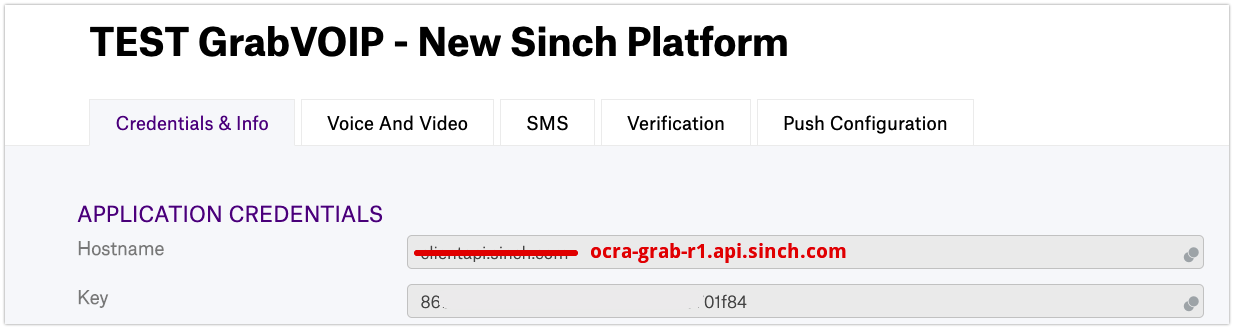 TEST GrabVOIP - New Sinch Platform
Credentials & Info Voice And Video SMS Verification Push Configuration
APPLICATION CREDENTIALS
Hostname clientapi.sinch.com ocra-grab-r1.api.sinch.com
Key 86 01f84